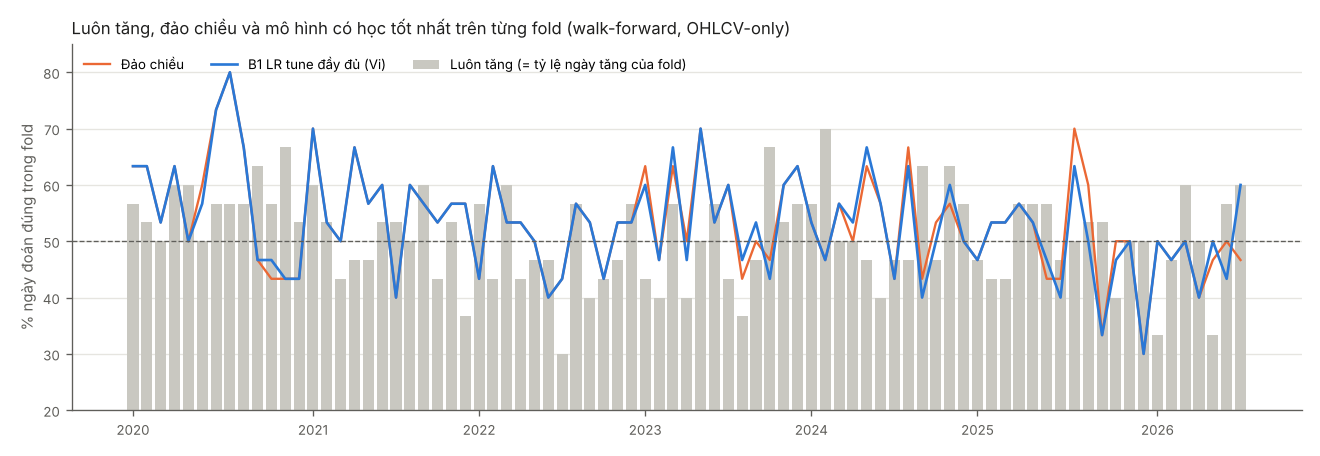 Luôn tăng, đảo chiều và mô hình có học tốt nhất trên từng fold (walk-forward, OHLCV-only)
Đảo chiều
B1 LR tune đầy đủ (Vi)
Luôn tăng (= tỷ lệ ngày tăng của fold)
% ngày đoán đúng trong fold
80
70
60
50
40
30
20
2020 2021 2022 2023 2024 2025 2026